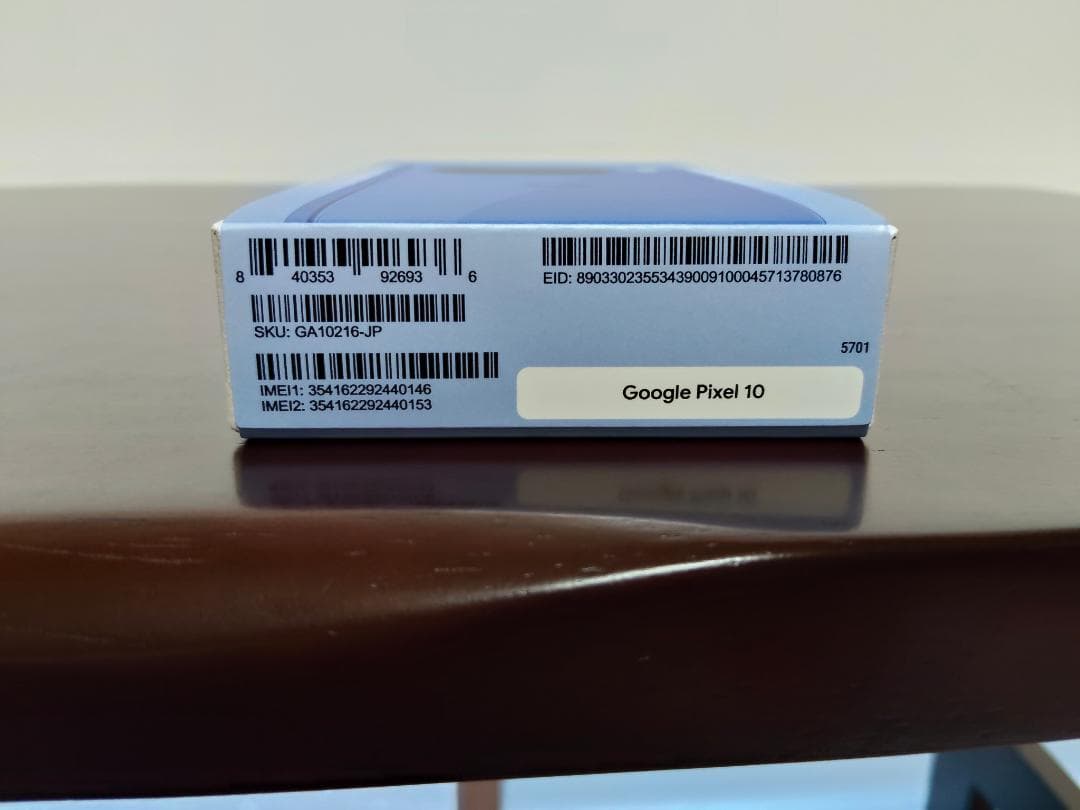 8 40353 92693 6
EID: 89033023553439009100045713780876
SKU: GA10216-JP
5701
IMEI1: 354162292440146
IMEI2: 354162292440153
Google Pixel 10